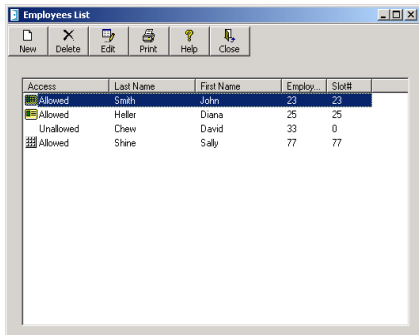 Employees List
New Delete Edit Print Help Close
Access Last Name First Name Employ... Slot#
Allowed Smith John 23 23
Allowed Heller Diana 25 25
Unallowed Chew David 33 0
Allowed Shine Sally 77 77